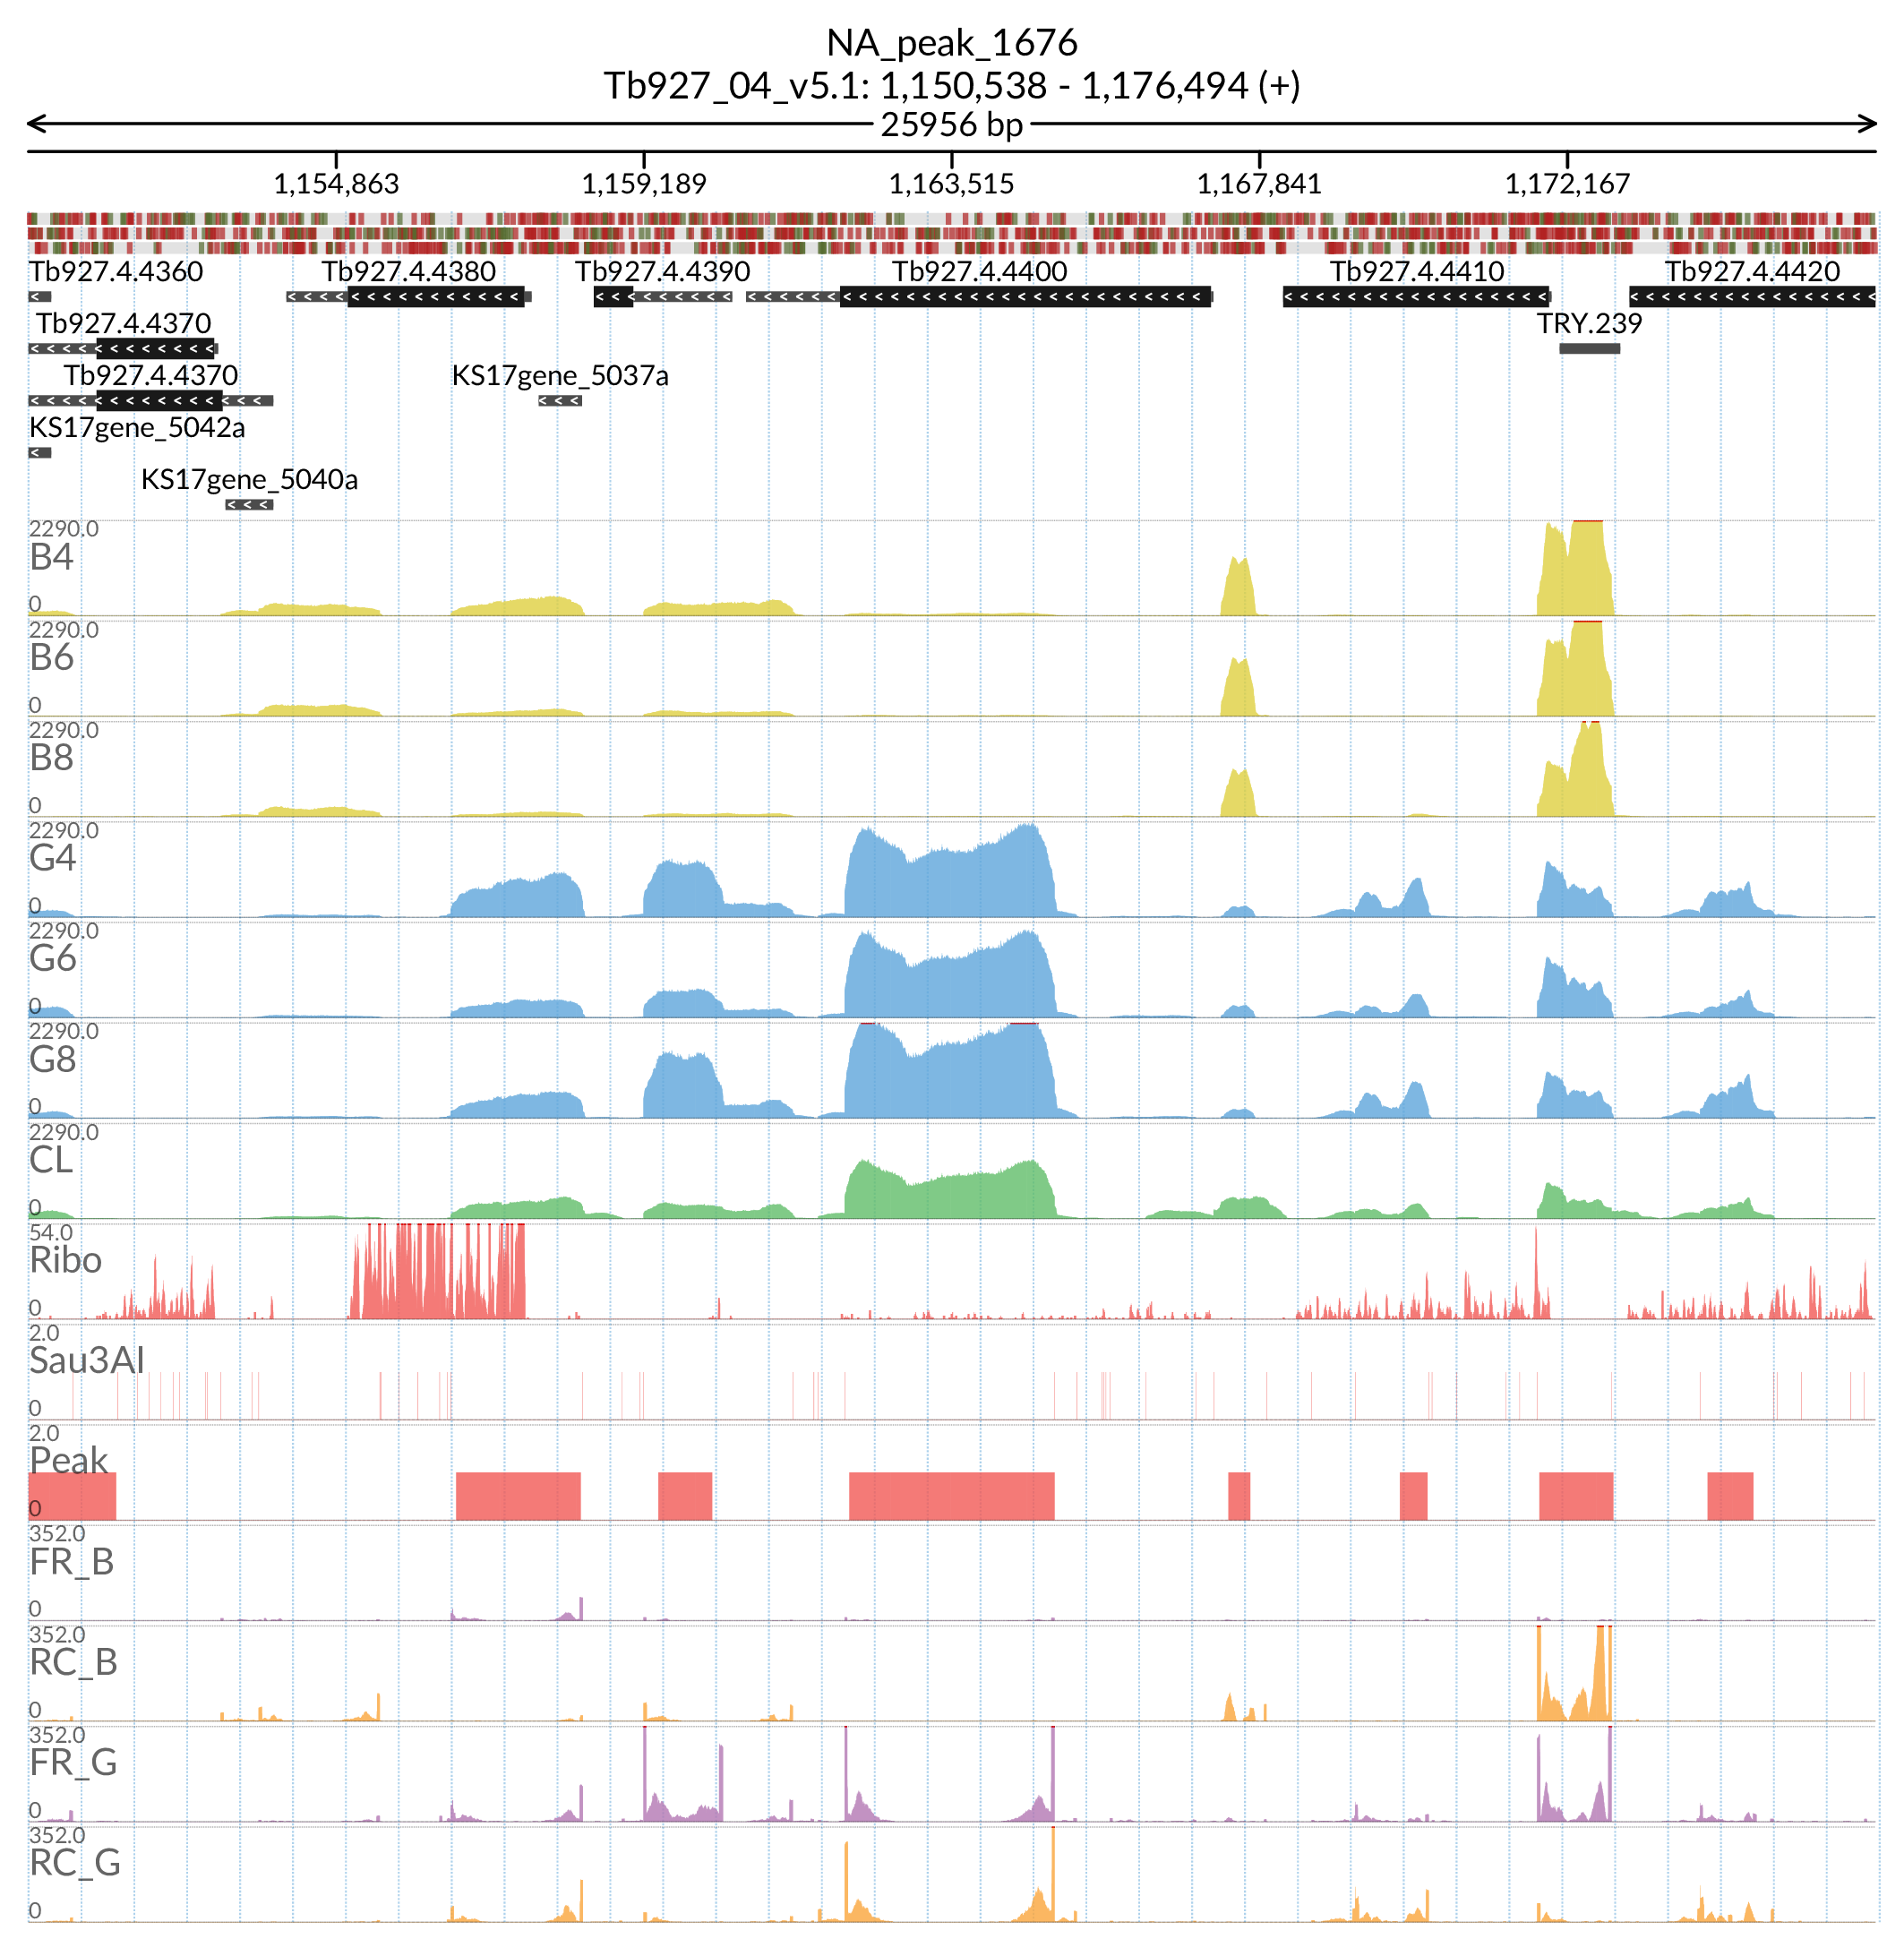 NA_peak_1676
Tb927_04_v5.1: 1,150,538 - 1,176,494 (+)
25956 bp
1,154,863 1,159,189 1,163,515 1,167,841 1,172,167
Tb927.4.4360 Tb927.4.4380 Tb927.4.4390 Tb927.4.4400 Tb927.4.4410 Tb927.4.4420
Tb927.4.4370 TRY.239
Tb927.4.4370 KS17gene_5037a
KS17gene_5042a
KS17gene_5040a
2290.0
B4
0
2290.0
B6
0
2290.0
B8
0
2290.0
G4
0
2290.0
G6
0
2290.0
G8
0
2290.0
CL
0
54.0
Ribo
0
2.0
Sau3AI
0
2.0
Peak
0
352.0
FR_B
0
352.0
RC_B
0
352.0
FR_G
0
352.0
RC_G
0